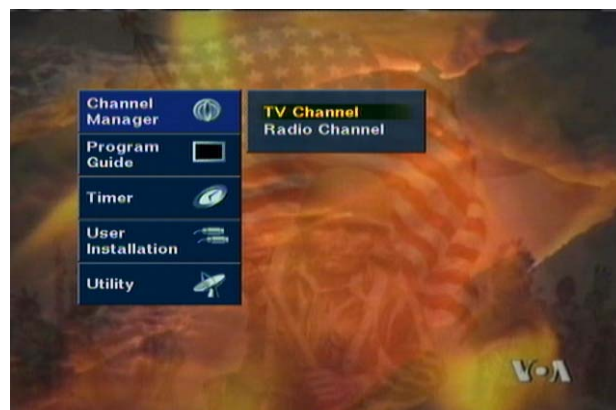 Channel
Manager
TV Channel
Radio Channel
Program
Guide
Timer
User
Installation
Utility
VOA